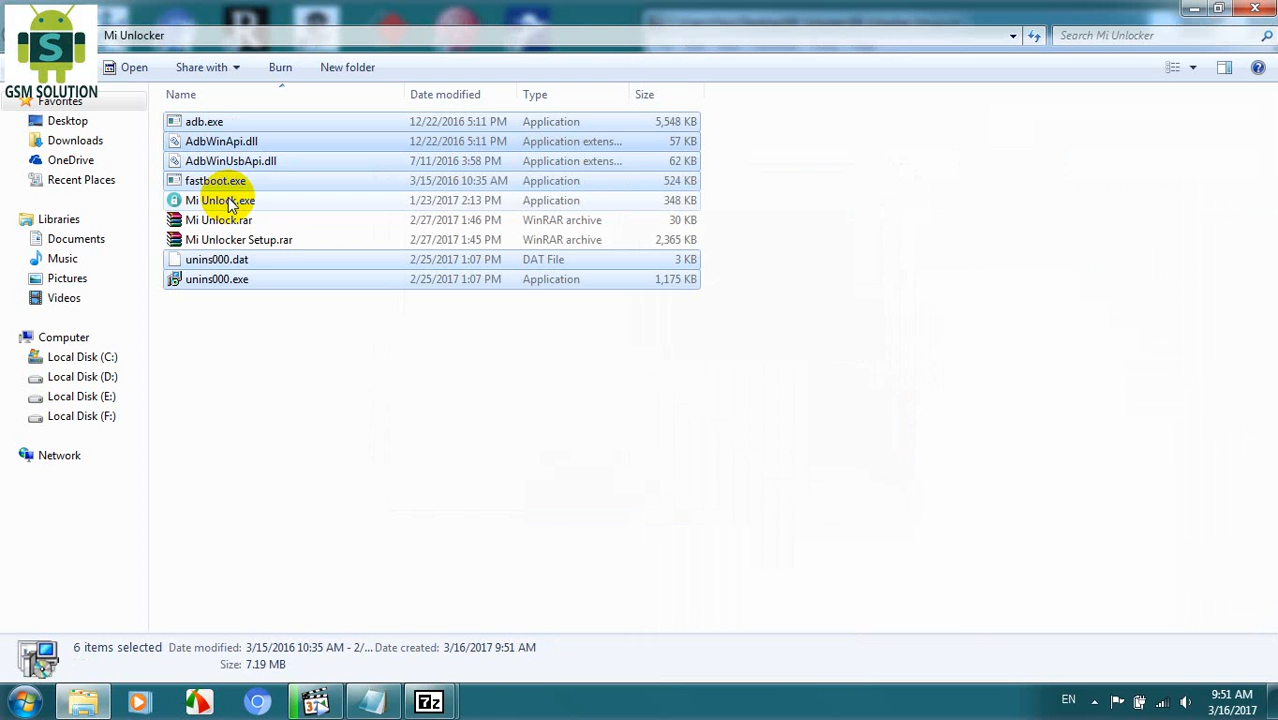 Mi Unlocker
Search Mi Unlocker
S
GSM SOLUTION
Open Share with Burn New folder
Name Date modified Type Size
Favorites
Desktop
Downloads
OneDrive
Recent Places
Libraries
Documents
Music
Pictures
Videos
Computer
Local Disk (C:)
Local Disk (D:)
Local Disk (E:)
Local Disk (F:)
Network
adb.exe 12/22/2016 5:11 PM Application 5,548 KB
AdbWinApi.dll 12/22/2016 5:11 PM Application extens... 57 KB
AdbWinUsbApi.dll 7/11/2016 3:58 PM Application extens... 62 KB
fastboot.exe 3/15/2016 10:35 AM Application 524 KB
Mi Unlock.exe 1/23/2017 2:13 PM Application 348 KB
Mi Unlock.rar 2/27/2017 1:46 PM WinRAR archive 30 KB
Mi Unlocker Setup.rar 2/27/2017 1:45 PM WinRAR archive 2,365 KB
unins000.dat 2/25/2017 1:07 PM DAT File 3 KB
unins000.exe 2/25/2017 1:07 PM Application 1,175 KB
6 items selected Date modified: 3/15/2016 10:35 AM - 2/... Date created: 3/16/2017 9:51 AM
Size: 7.19 MB
7z
EN
9:51 AM
3/16/2017